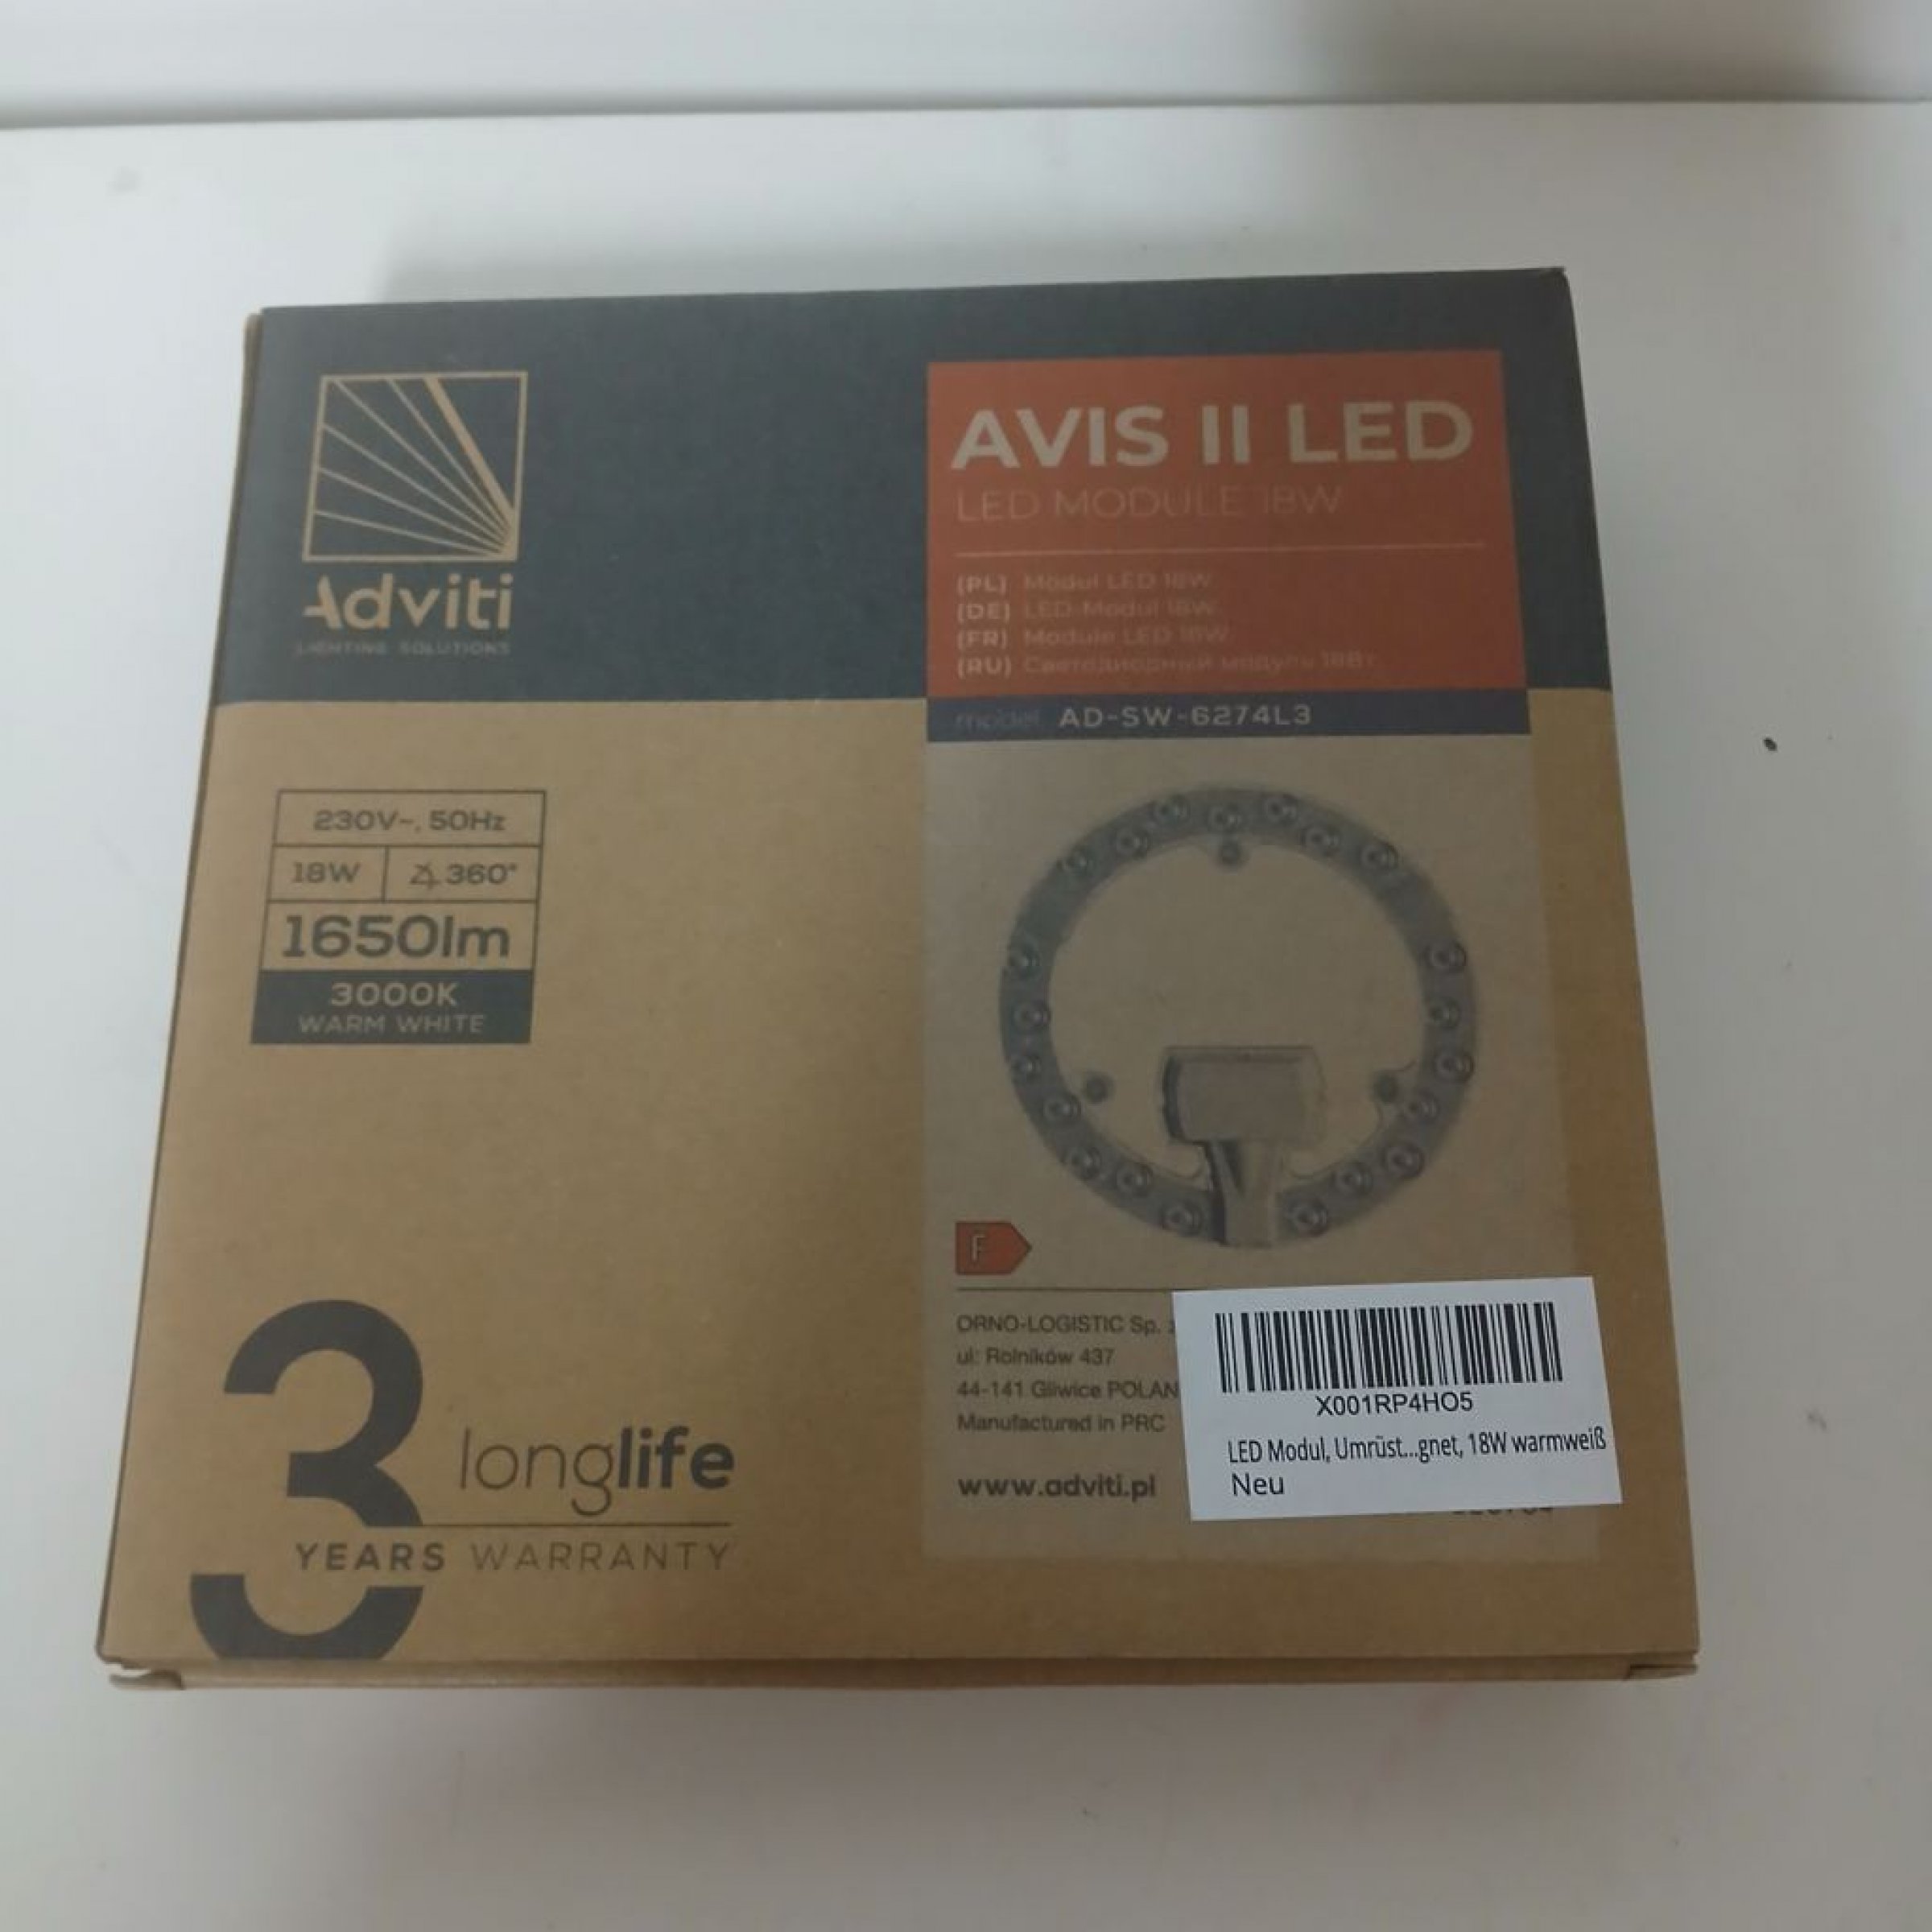 Adviti
LIGHTING SOLUTIONS
AVIS II LED
LED MODULE 18W
(PL) Moduł LED 18W
(DE) LED-Modul 18W
(FR) Module LED 18W
(RU) Светодиодный модуль 18Вт
model AD-SW-6274L3
230V~, 50Hz
18W 360°
1650lm
3000K
WARM WHITE
F
3
longlife
YEARS WARRANTY
ORNO-LOGISTIC Sp.
ul: Rolników 437
44-141 Gliwice POLAN
Manufactured in PRC
www.adviti.pl
X001RP4HO5
LED Modul, Umrüst...gnet, 18W warmweiß
Neu